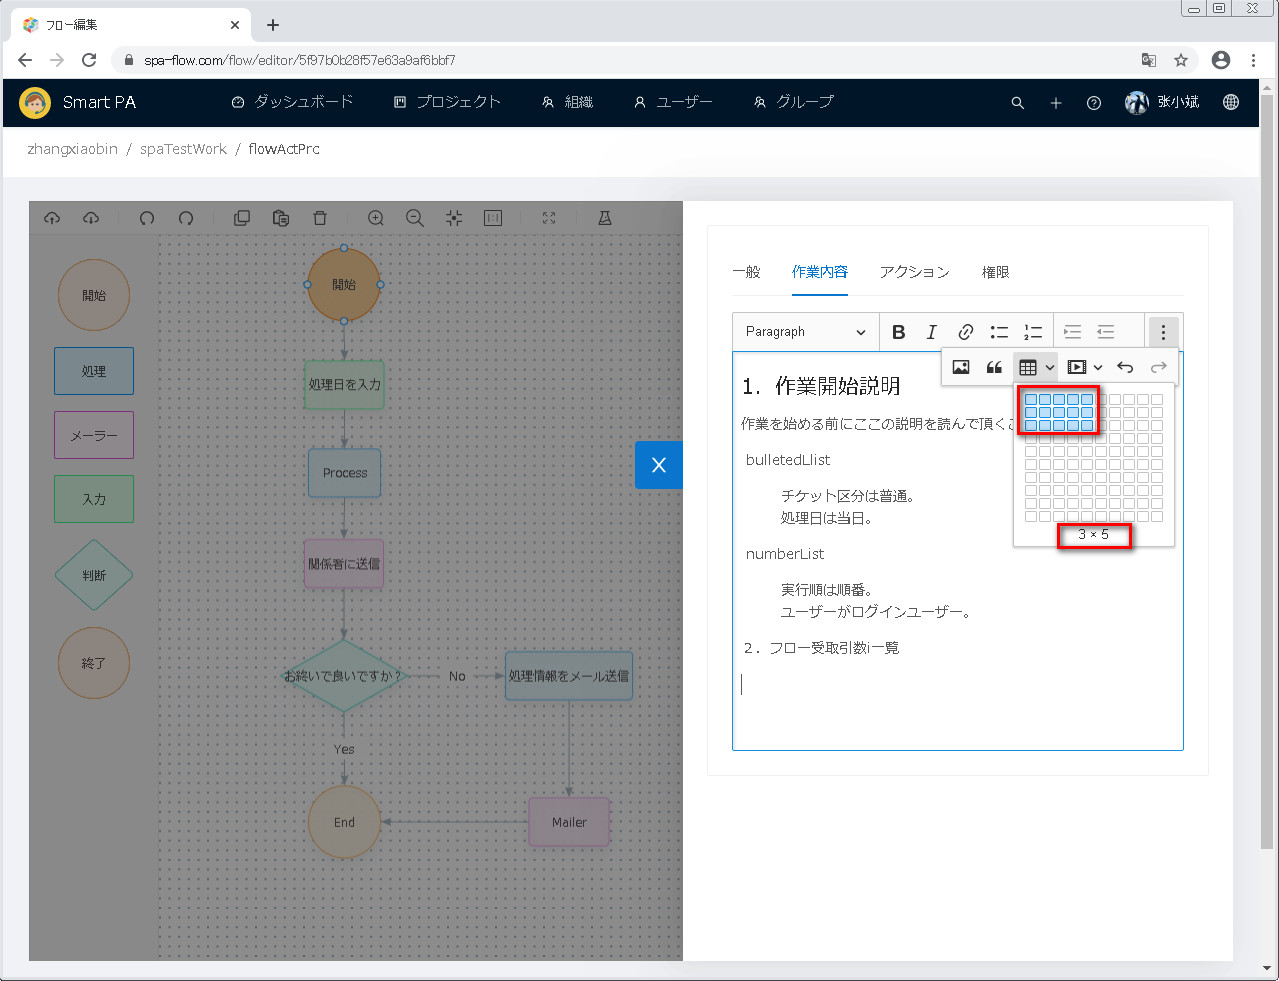 フロー編集
spa-flow.com/flow/editor/5f97b0b28f57e63a9af6bbf7
Smart PA
ダッシュボード
プロジェクト
組織
ユーザー
グループ
张小斌
zhangxiaobin / spaTestWork / flowActPrc
開始
処理
メーラー
入力
判断
終了
開始
処理日を入力
Process
関係者に送信
お終いで良いですか？
No
処理情報をメール送信
Yes
End
Mailer
X
一般
作業内容
アクション
権限
Paragraph
B I
1．作業開始説明
作業を始める前にここの説明を読んで頂く
bulletedLlist
チケット区分は普通。
処理日は当日。
numberList
実行順は順番。
ユーザーがログインユーザー。
２．フロー受取引数i一覧
3 × 5